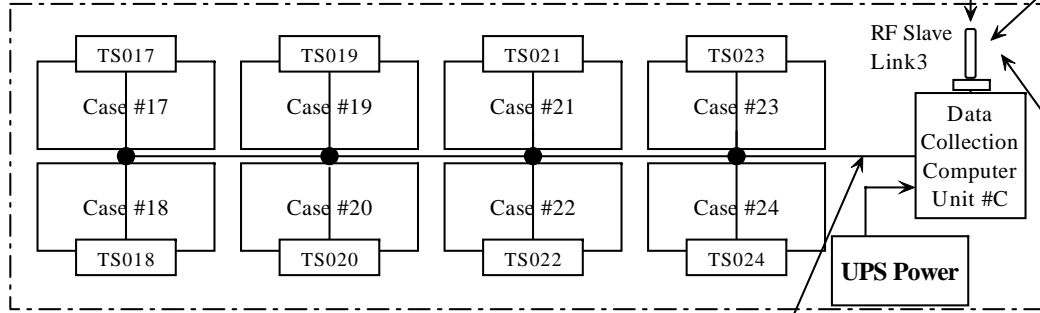 TS017
TS019
TS021
TS023
RF Slave
Link3
Case #17
Case #19
Case #21
Case #23
Data
Collection
Computer
Unit #C
Case #18
Case #20
Case #22
Case #24
TS018
TS020
TS022
TS024
UPS Power